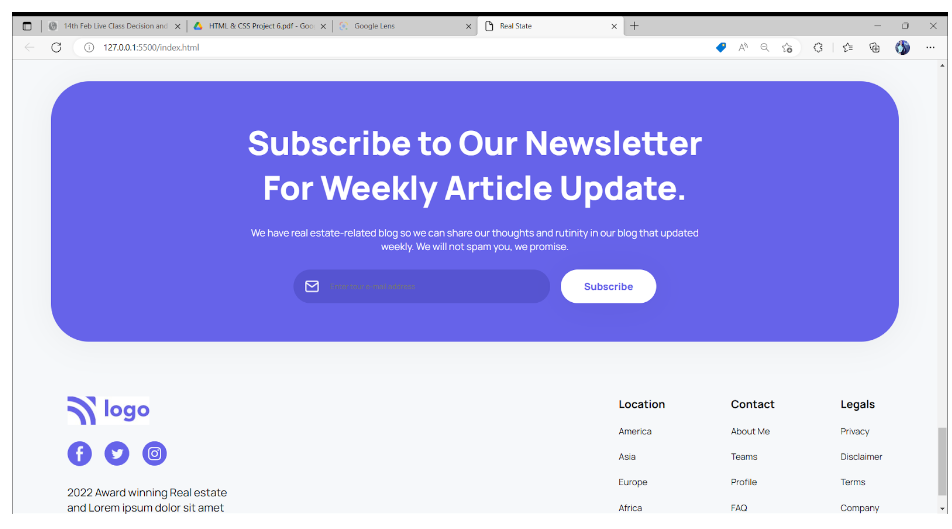 14th Feb Live Class Decision and
HTML & CSS Project 6.pdf - Goo
Google Lens
Real State
127.0.0.1:5500/index.html
Subscribe to Our Newsletter
For Weekly Article Update.
We have real estate-related blog so we can share our thoughts and rutinity in our blog that updated
weekly. We will not spam you, we promise.
Enter your e-mail address
Subscribe
logo
2022 Award winning Real estate
and Lorem ipsum dolor sit amet
Location
America
Asia
Europe
Africa
Contact
About Me
Teams
Profile
FAQ
Legals
Privacy
Disclaimer
Terms
Company